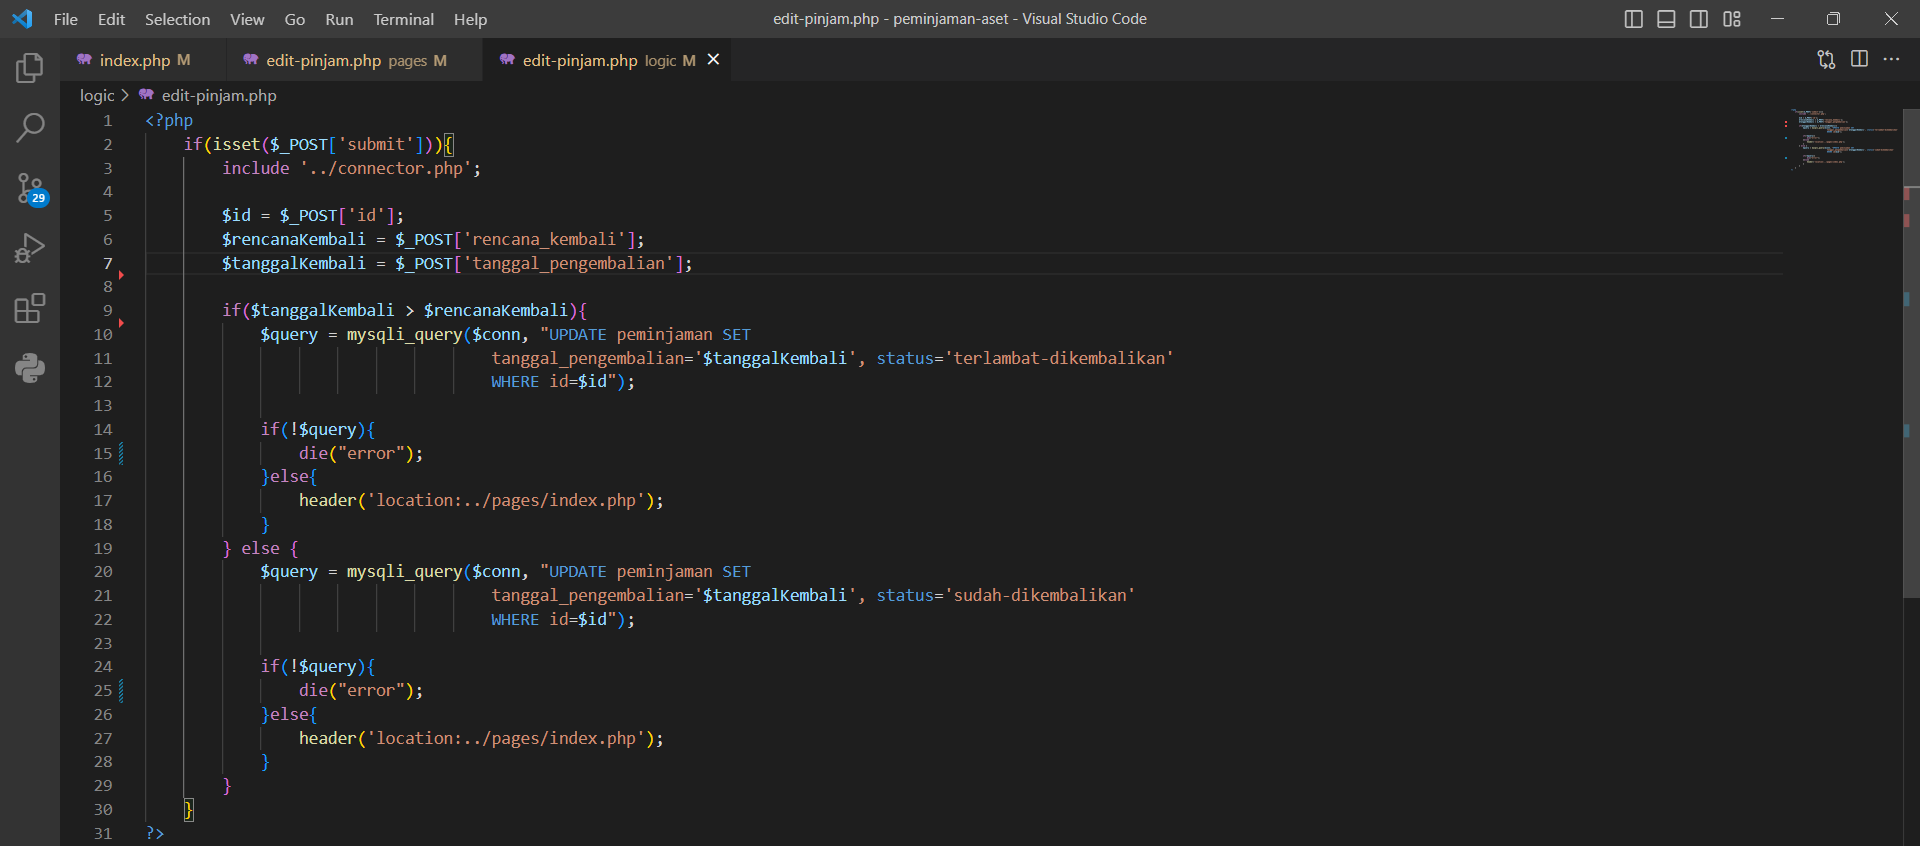 File Edit Selection View Go Run Terminal Help edit-pinjam.php - peminjaman-aset - Visual Studio Code
index.php M edit-pinjam.php pages M edit-pinjam.php logic M
logic > edit-pinjam.php
29
1 <?php
2     if(isset($_POST['submit'])){
3         include '../connector.php';
4
5         $id = $_POST['id'];
6         $rencanaKembali = $_POST['rencana_kembali'];
7         $tanggalKembali = $_POST['tanggal_pengembalian'];
8
9         if($tanggalKembali > $rencanaKembali){
10             $query = mysqli_query($conn, "UPDATE peminjaman SET
11                                     tanggal_pengembalian='$tanggalKembali', status='terlambat-dikembalikan'
12                                     WHERE id=$id");
13
14             if(!$query){
15                 die("error");
16             }else{
17                 header('location:../pages/index.php');
18             }
19         } else {
20             $query = mysqli_query($conn, "UPDATE peminjaman SET
21                                     tanggal_pengembalian='$tanggalKembali', status='sudah-dikembalikan'
22                                     WHERE id=$id");
23
24             if(!$query){
25                 die("error");
26             }else{
27                 header('location:../pages/index.php');
28             }
29         }
30     }
31 ?>